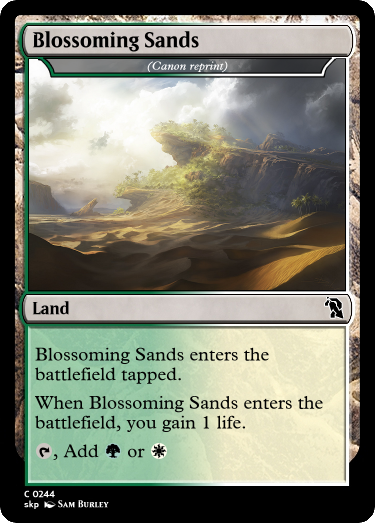 Blossoming Sands
(Canon reprint)
Land
Blossoming Sands enters the
battlefield tapped.
When Blossoming Sands enters the
battlefield, you gain 1 life.
, Add or
C 0244
skp Sam Burley